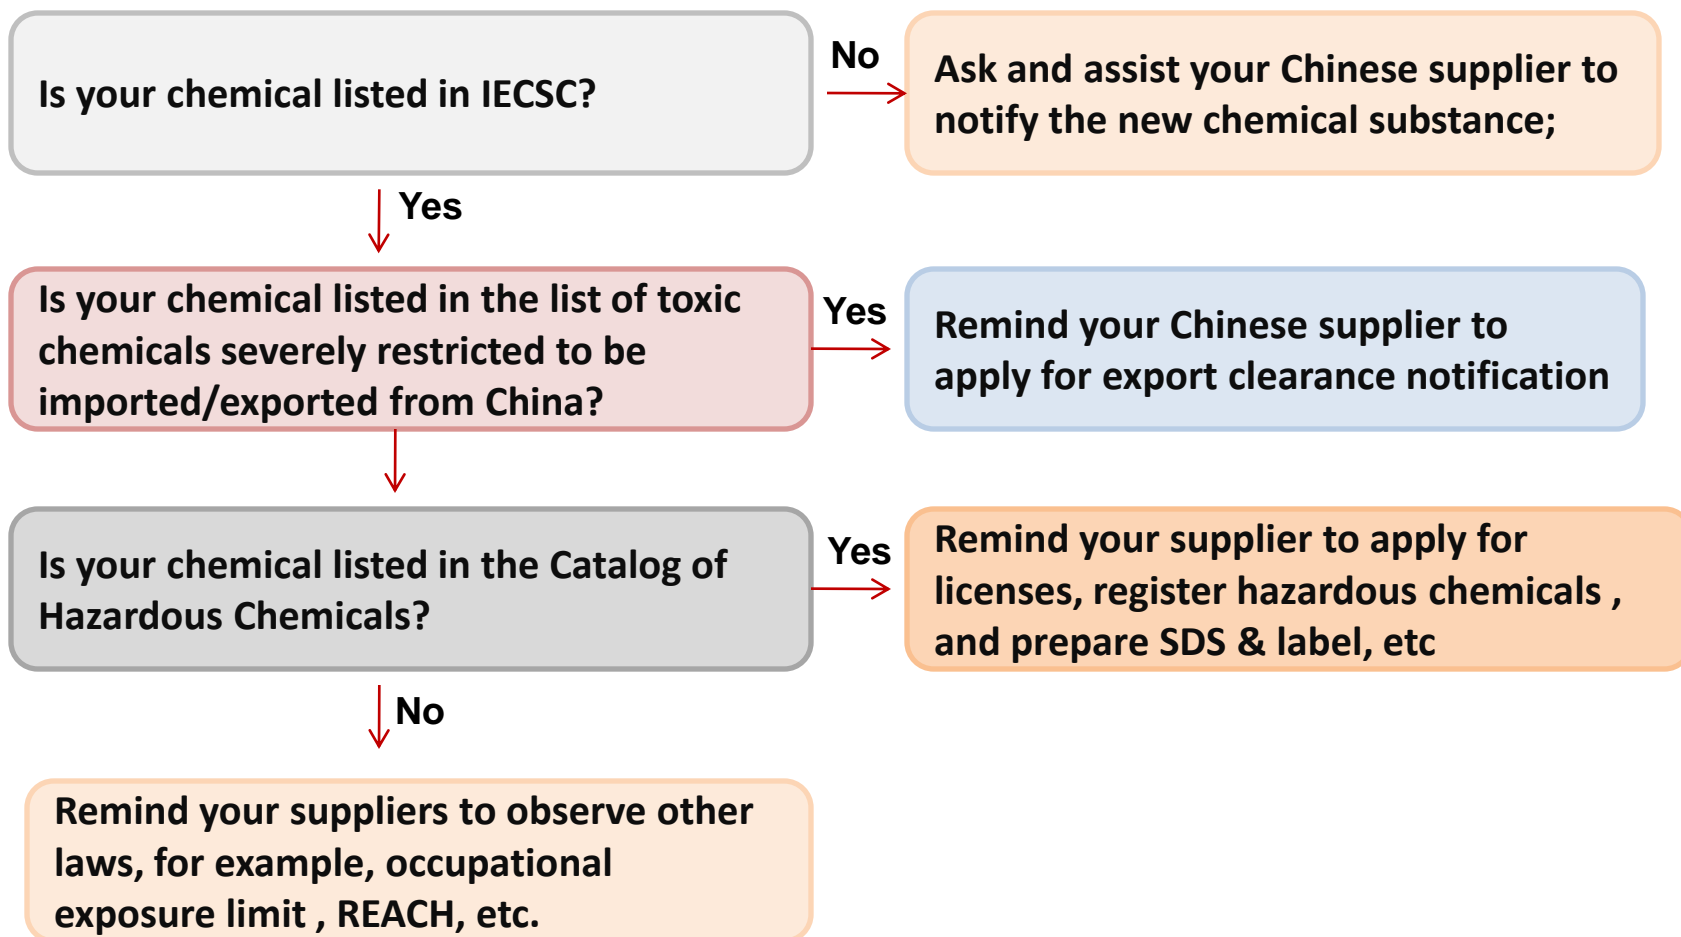 Is your chemical listed in IECSC?
No
Ask and assist your Chinese supplier to
notify the new chemical substance;
Yes
Is your chemical listed in the list of toxic
chemicals severely restricted to be
imported/exported from China?
Yes
Remind your Chinese supplier to
apply for export clearance notification
Is your chemical listed in the Catalog of
Hazardous Chemicals?
Yes
Remind your supplier to apply for
licenses, register hazardous chemicals ,
and prepare SDS & label, etc
No
Remind your suppliers to observe other
laws, for example, occupational
exposure limit , REACH, etc.